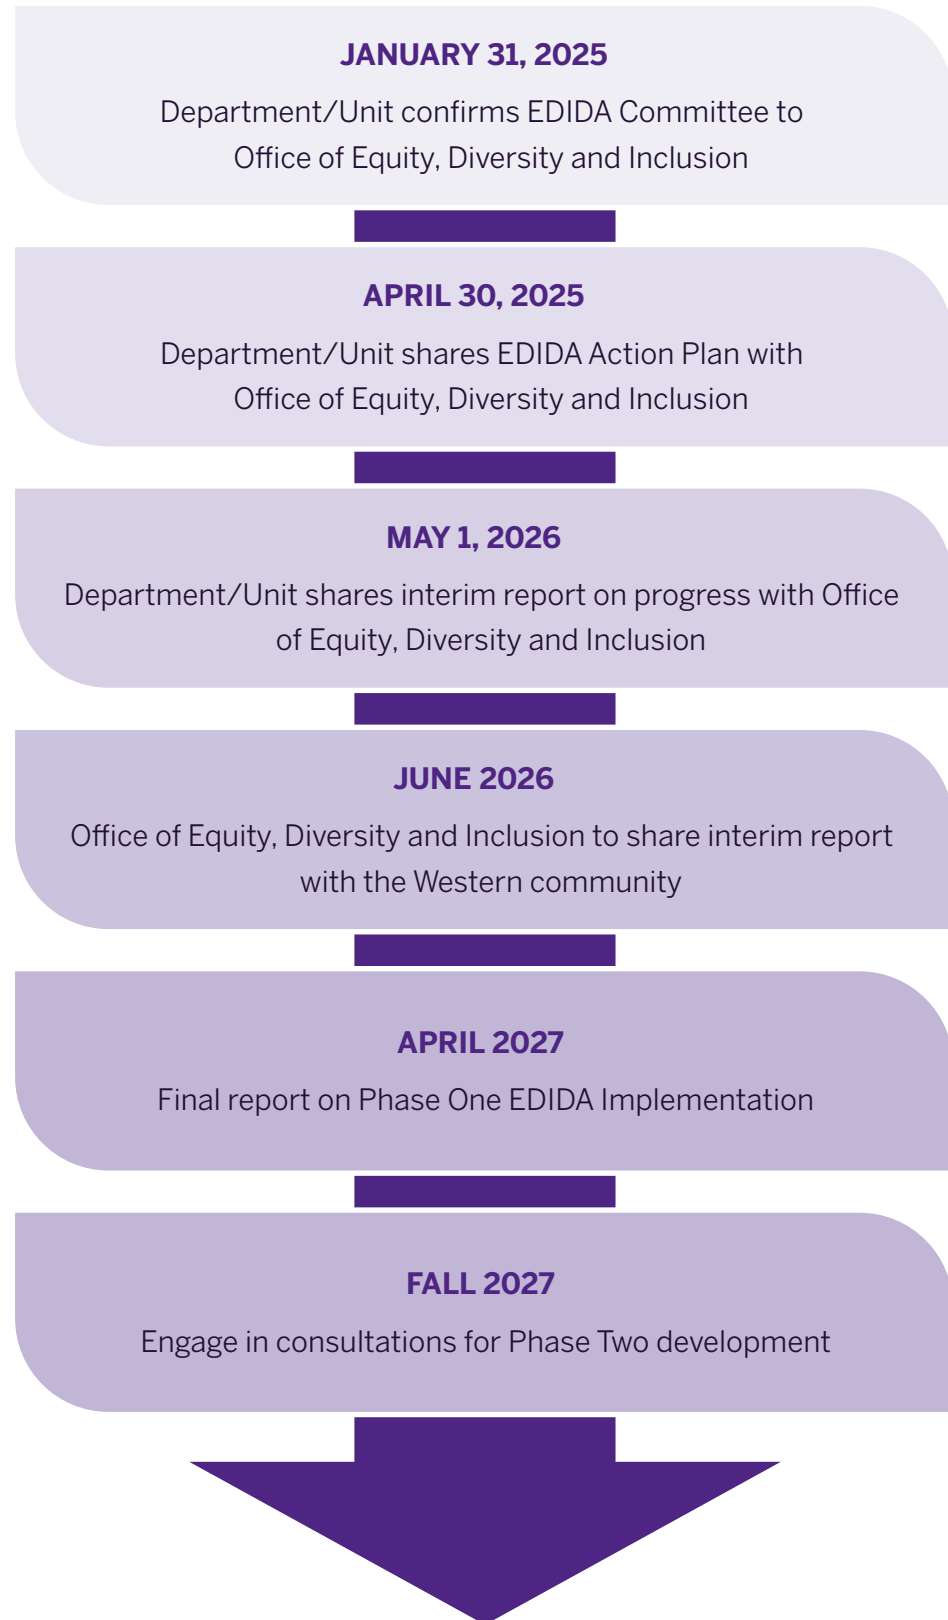 JANUARY 31, 2025
Department/Unit confirms EDIDA Committee to
Office of Equity, Diversity and Inclusion
APRIL 30, 2025
Department/Unit shares EDIDA Action Plan with
Office of Equity, Diversity and Inclusion
MAY 1, 2026
Department/Unit shares interim report on progress with Office
of Equity, Diversity and Inclusion
JUNE 2026
Office of Equity, Diversity and Inclusion to share interim report
with the Western community
APRIL 2027
Final report on Phase One EDIDA Implementation
FALL 2027
Engage in consultations for Phase Two development